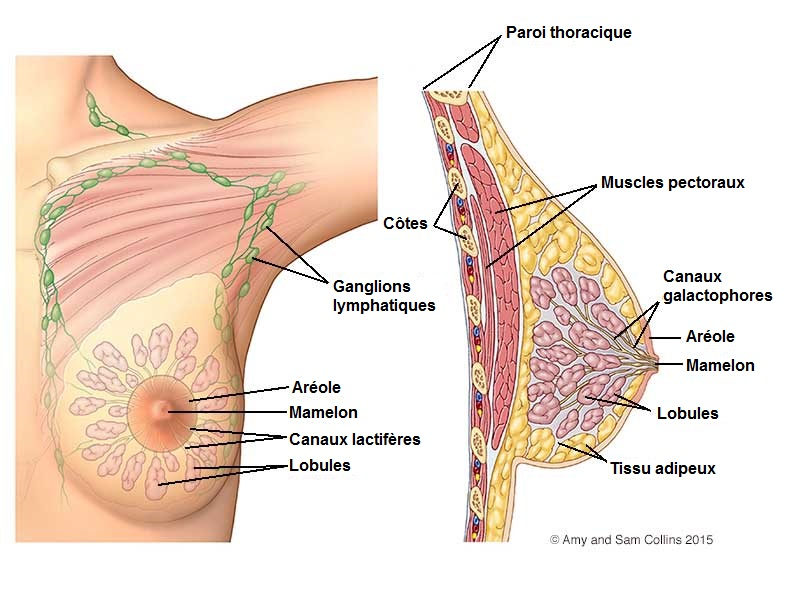 Paroi thoracique
Muscles pectoraux
Côtes
Ganglions
lymphatiques
Canaux
galactophores
Aréole
Mamelon
Lobules
Tissu adipeux
Aréole
Mamelon
Canaux lactifères
Lobules
© Amy and Sam Collins 2015